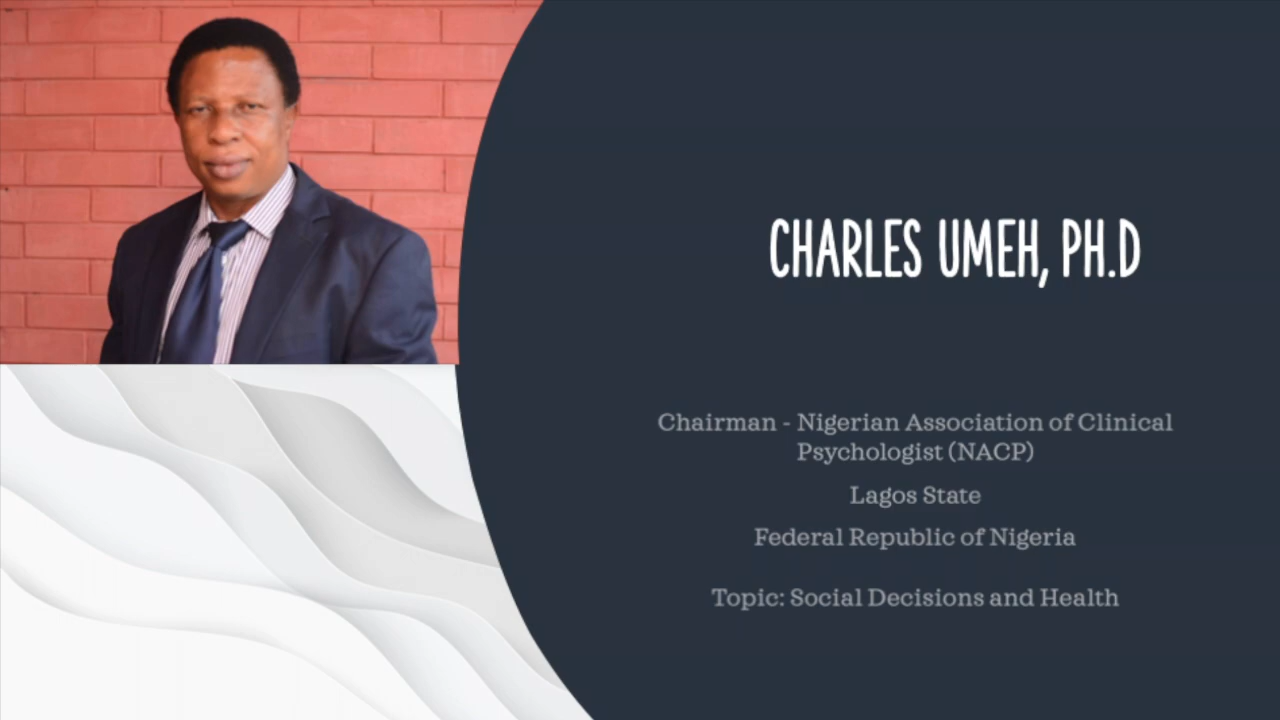 CHARLES UMEH, PH.D
Chairman - Nigerian Association of Clinical
Psychologist (NACP)
Lagos State
Federal Republic of Nigeria
Topic: Social Decisions and Health